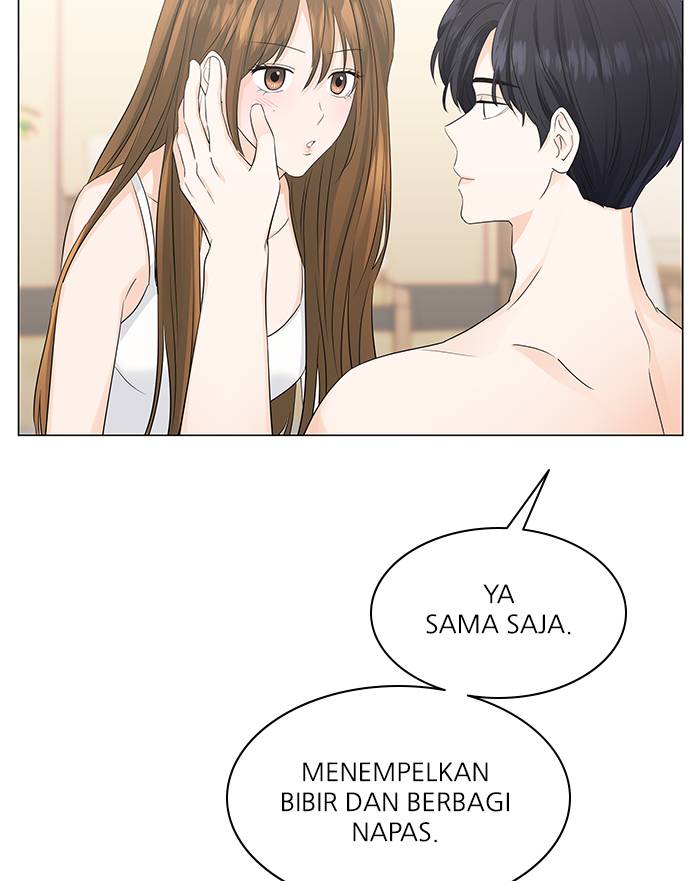 YA
SAMA SAJA.
MENEMPELKAN
BIBIR DAN BERBAGI
NAPAS.